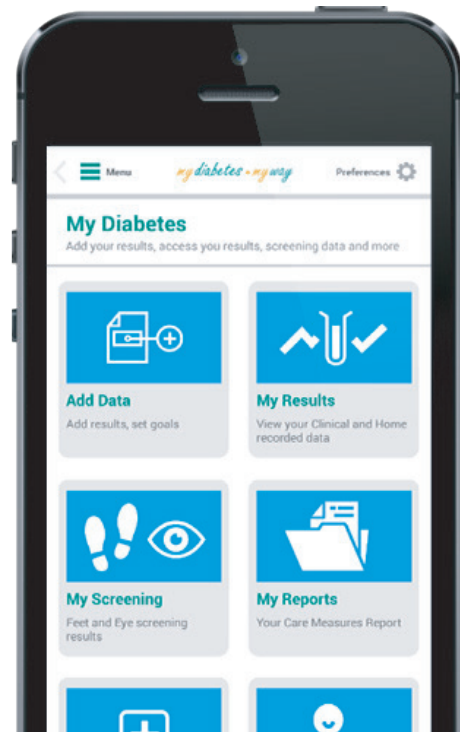 Menu
my diabetes • my way
Preferences
My Diabetes
Add your results, access you results, screening data and more
Add Data
Add results, set goals
My Results
View your Clinical and Home
recorded data
My Screening
Feet and Eye screening
results
My Reports
Your Care Measures Report